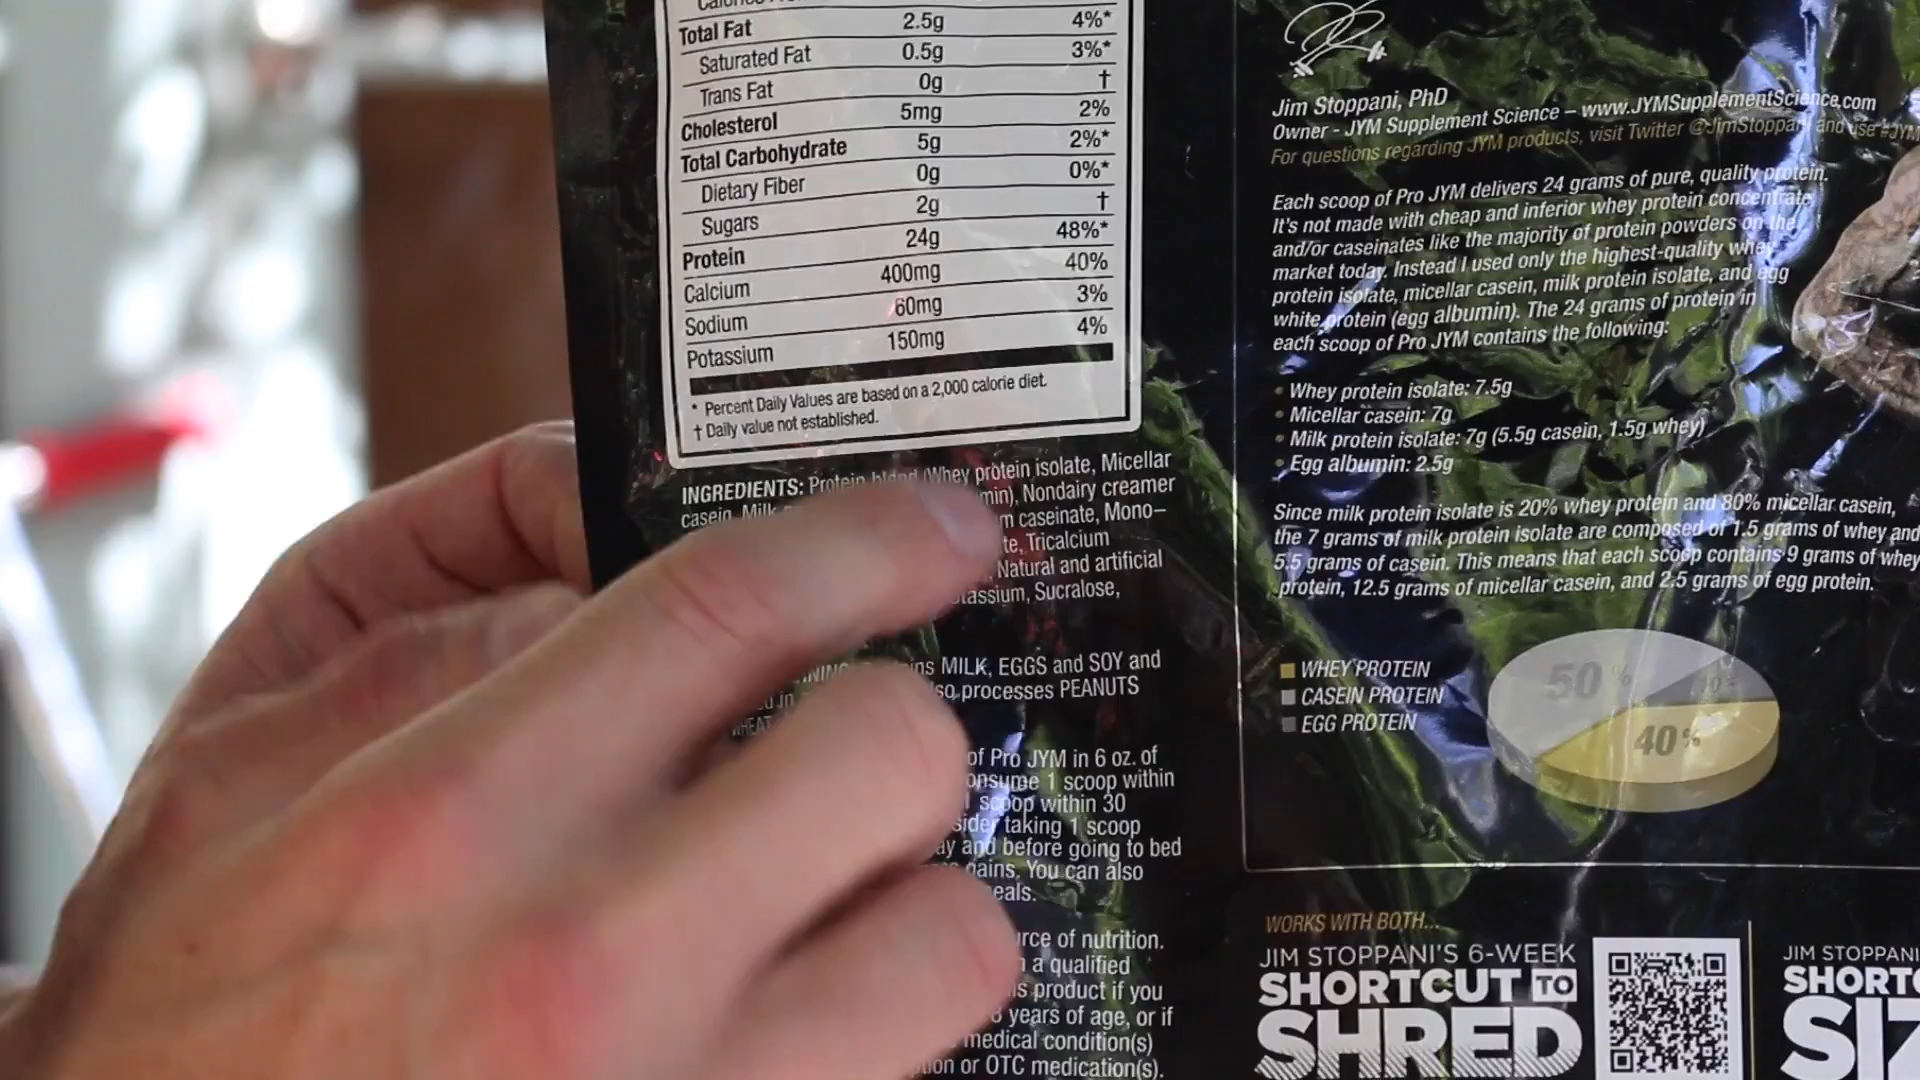 Total Fat 2.5g 4%*
Saturated Fat 0.5g 3%*
Trans Fat 0g †
Cholesterol 5mg 2%
Total Carbohydrate 5g 2%*
Dietary Fiber 0g 0%*
Sugars 2g †
Protein 24g 48%*
Calcium 400mg 40%
Sodium 60mg 3%
Potassium 150mg 4%
* Percent Daily Values are based on a 2,000 calorie diet.
† Daily value not established.
INGREDIENTS: Protein blend (Whey protein isolate, Micellar
casein, Milk
min), Nondairy creamer
m caseinate, Mono–
te, Tricalcium
, Natural and artificial
tassium, Sucralose,
ins MILK, EGGS and SOY and
so processes PEANUTS
of Pro JYM in 6 oz. of
onsume 1 scoop within
scoop within 30
sider taking 1 scoop
ay and before going to bed
gains. You can also
eals.
urce of nutrition.
a qualified
is product if you
8 years of age, or if
medical condition(s)
tion or OTC medication(s).
Jim Stoppani, PhD
Owner - JYM Supplement Science – www.JYMSupplementScience.com
For questions regarding JYM products, visit Twitter @JimStoppani and use #JYM
Each scoop of Pro JYM delivers 24 grams of pure, quality protein.
It's not made with cheap and inferior whey protein concentrate
and/or caseinates like the majority of protein powders on the
market today. Instead I used only the highest-quality whey
protein isolate, micellar casein, milk protein isolate, and egg
white protein (egg albumin). The 24 grams of protein in
each scoop of Pro JYM contains the following:
• Whey protein isolate: 7.5g
• Micellar casein: 7g
• Milk protein isolate: 7g (5.5g casein, 1.5g whey)
• Egg albumin: 2.5g
Since milk protein isolate is 20% whey protein and 80% micellar casein,
the 7 grams of milk protein isolate are composed of 1.5 grams of whey and
5.5 grams of casein. This means that each scoop contains 9 grams of whey
protein, 12.5 grams of micellar casein, and 2.5 grams of egg protein.
WHEY PROTEIN
CASEIN PROTEIN
EGG PROTEIN
50%
10%
40%
WORKS WITH BOTH...
JIM STOPPANI'S 6-WEEK
SHORTCUT TO
SHRED
JIM STOPPANI
SHORTC
SIZ